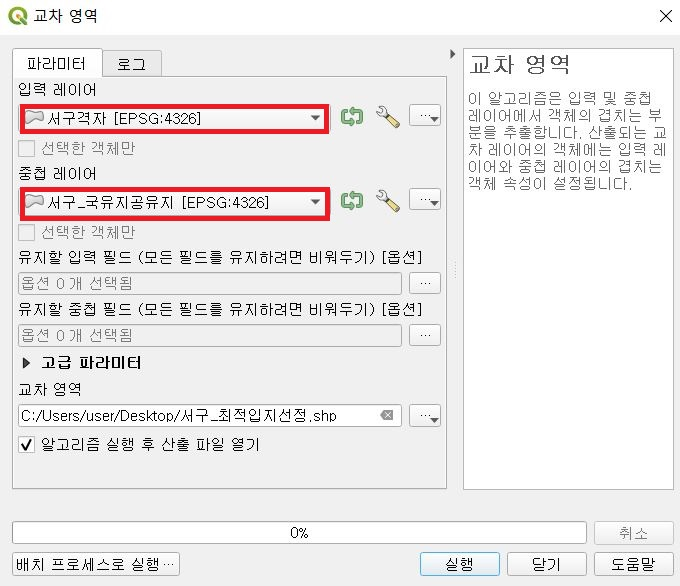 교차 영역
파라미터
로그
입력 레이어
서구격자 [EPSG:4326]
선택한 객체만
중첩 레이어
서구_국유지공유지 [EPSG:4326]
선택한 객체만
유지할 입력 필드 (모든 필드를 유지하려면 비워두기) [옵션]
옵션 0 개 선택됨
유지할 중첩 필드 (모든 필드를 유지하려면 비워두기) [옵션]
옵션 0 개 선택됨
고급 파라미터
교차 영역
C:/Users/user/Desktop/서구_최적입지선정.shp
알고리즘 실행 후 산출 파일 열기
교차 영역
이 알고리즘은 입력 및 중첩
레이어에서 객체의 겹치는 부
분을 추출합니다. 산출되는 교
차 레이어의 객체에는 입력 레
이어와 중첩 레이어의 겹치는
객체 속성이 설정됩니다.
0%
취소
배치 프로세스로 실행…
실행
닫기
도움말